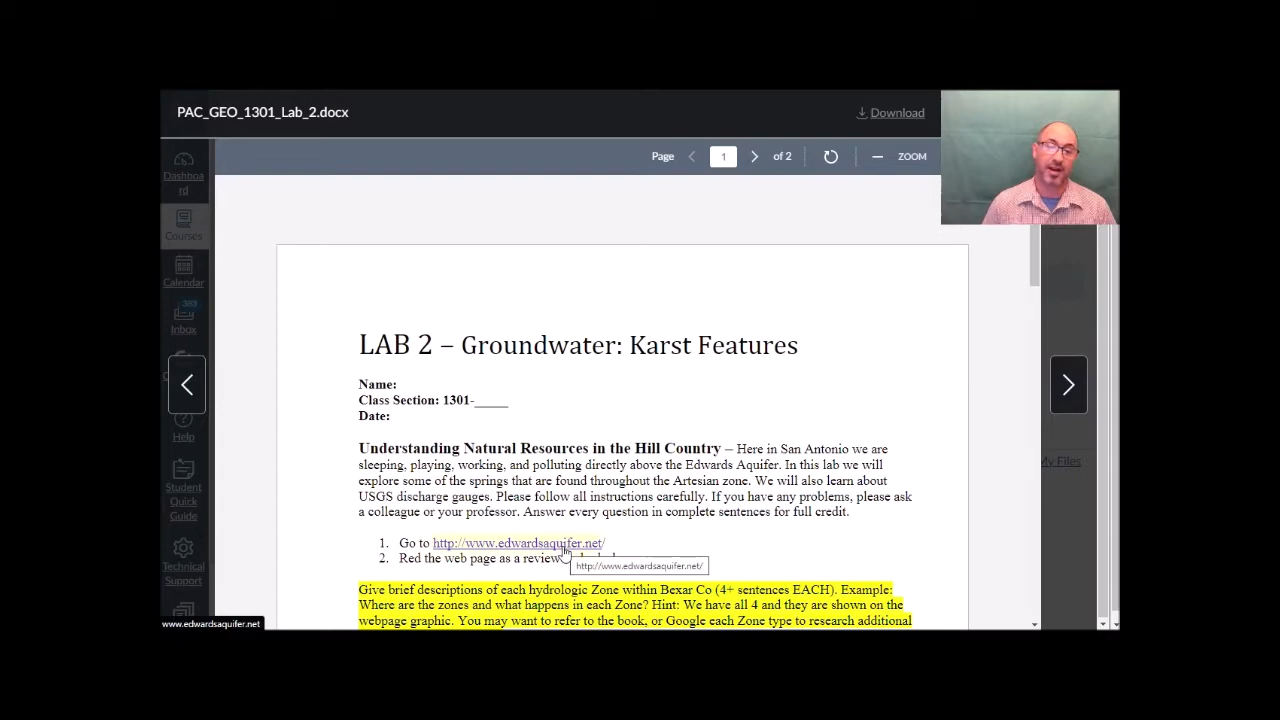 PAC_GEO_1301_Lab_2.docx
Download
Page
1
of 2
ZOOM
Dashboa
rd
Courses
Calendar
383
Inbox
Help
Student
Quick
Guide
Technical
Support
My Files
LAB 2 – Groundwater: Karst Features
Name:
Class Section: 1301-_____
Date:
Understanding Natural Resources in the Hill Country – Here in San Antonio we are
sleeping, playing, working, and polluting directly above the Edwards Aquifer. In this lab we will
explore some of the springs that are found throughout the Artesian zone. We will also learn about
USGS discharge gauges. Please follow all instructions carefully. If you have any problems, please ask
a colleague or your professor. Answer every question in complete sentences for full credit.
1. Go to http://www.edwardsaquifer.net/
2. Red the web page as a review
http://www.edwardsaquifer.net/
Give brief descriptions of each hydrologic Zone within Bexar Co (4+ sentences EACH). Example:
Where are the zones and what happens in each Zone? Hint: We have all 4 and they are shown on the
webpage graphic. You may want to refer to the book, or Google each Zone type to research additional
www.edwardsaquifer.net